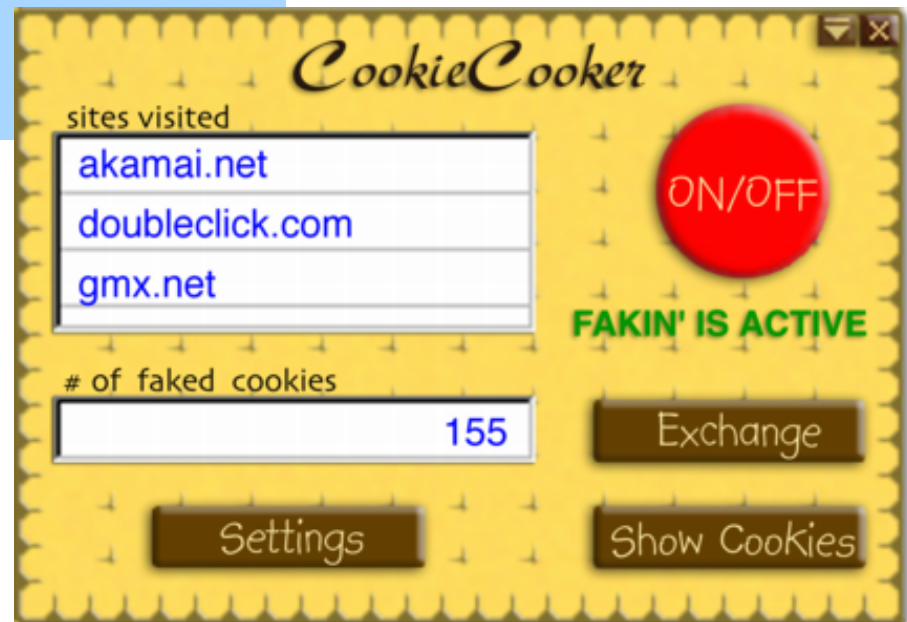 CookieCooker
sites visited
akamai.net
doubleclick.com
gmx.net
ON/OFF
FAKIN' IS ACTIVE
# of faked cookies
155
Exchange
Settings
Show Cookies